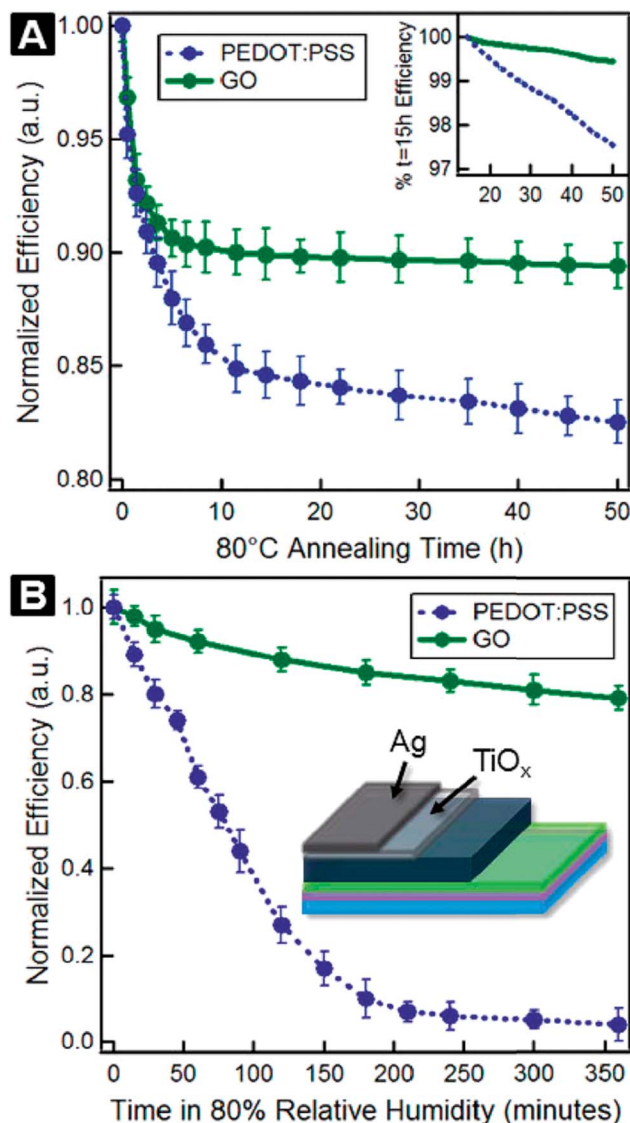 A
1.00
0.95
0.90
0.85
0.80
Normalized Efficiency (a.u.)
PEDOT:PSS
GO
100
99
98
97
% t=15h Efficiency
20 30 40 50
0 10 20 30 40 50
80°C Annealing Time (h)
B
1.0
0.8
0.6
0.4
0.2
0.0
Normalized Efficiency (a.u.)
PEDOT:PSS
GO
Ag
TiOx
0 50 100 150 200 250 300 350
Time in 80% Relative Humidity (minutes)